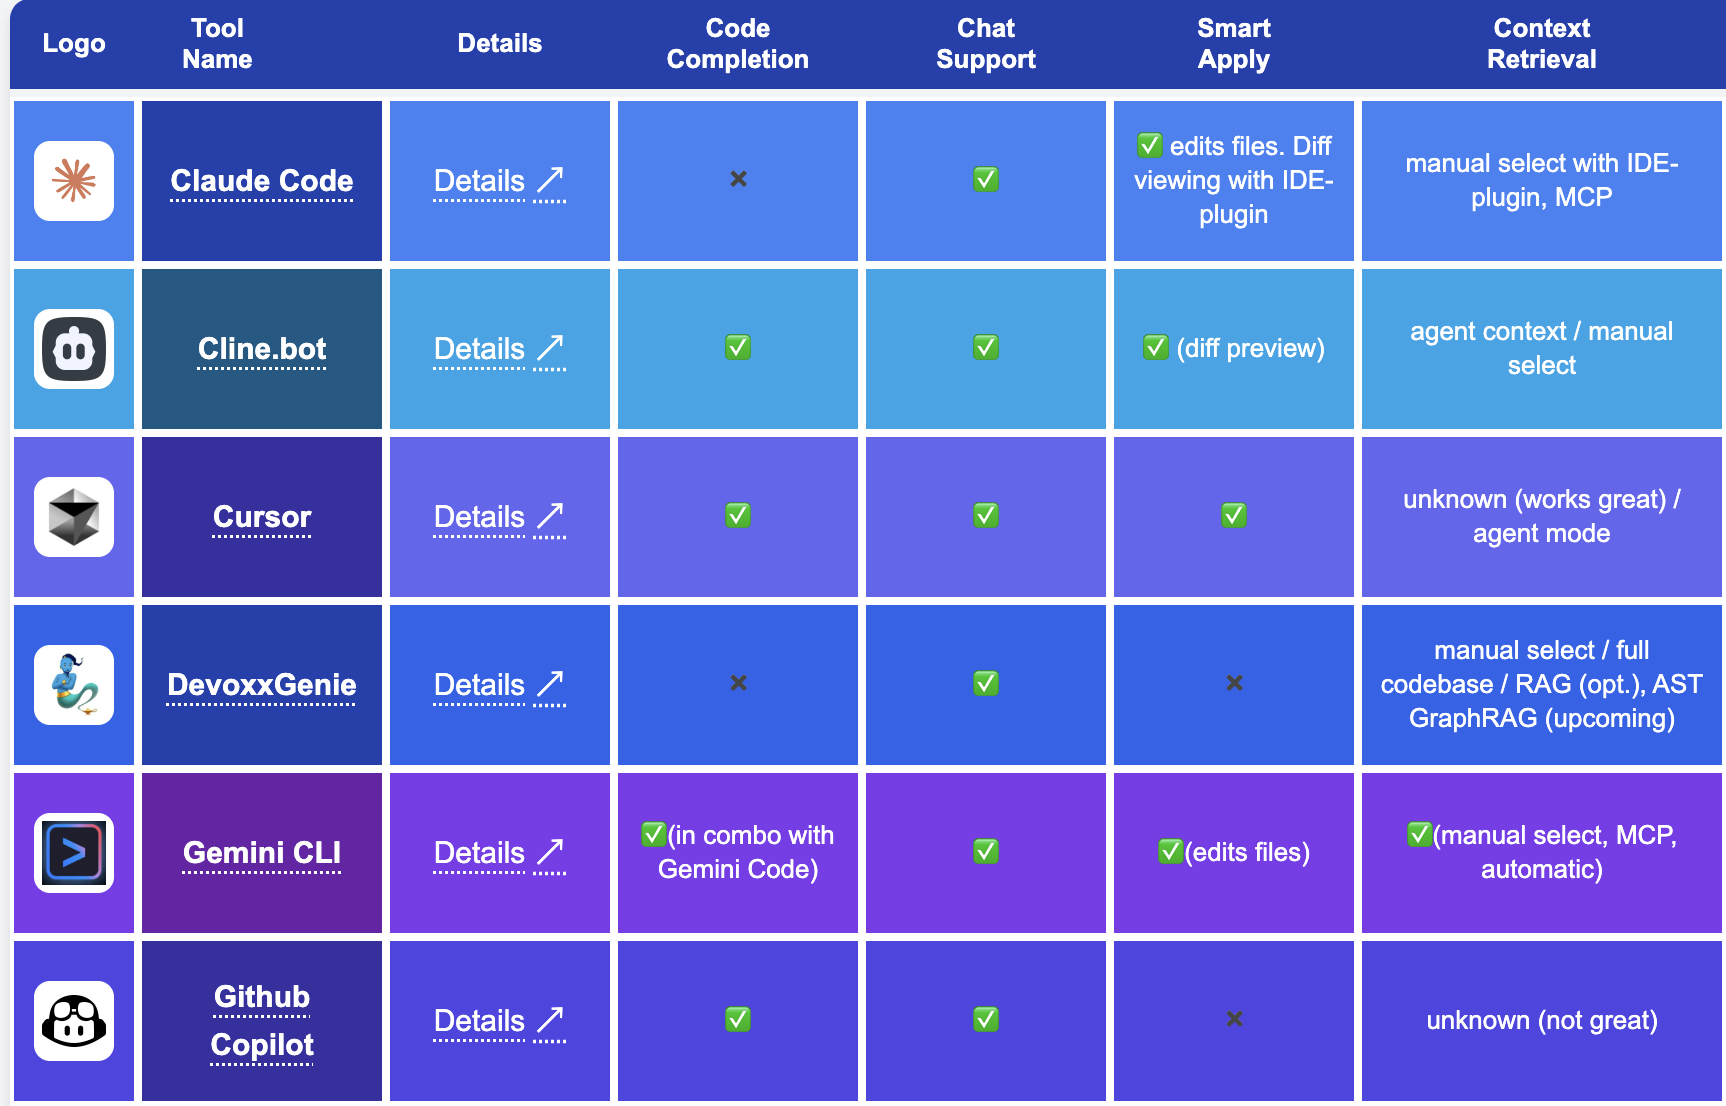 Logo
Tool
Name
Details
Code
Completion
Chat
Support
Smart
Apply
Context
Retrieval
Claude Code
Details ↗
✖
✅
✅ edits files. Diff
viewing with IDE-
plugin
manual select with IDE-
plugin, MCP
Cline.bot
Details ↗
✅
✅
✅ (diff preview)
agent context / manual
select
Cursor
Details ↗
✅
✅
✅
unknown (works great) /
agent mode
DevoxxGenie
Details ↗
✖
✅
✖
manual select / full
codebase / RAG (opt.), AST
GraphRAG (upcoming)
Gemini CLI
Details ↗
✅(in combo with
Gemini Code)
✅
✅(edits files)
✅(manual select, MCP,
automatic)
Github
Copilot
Details ↗
✅
✅
✖
unknown (not great)